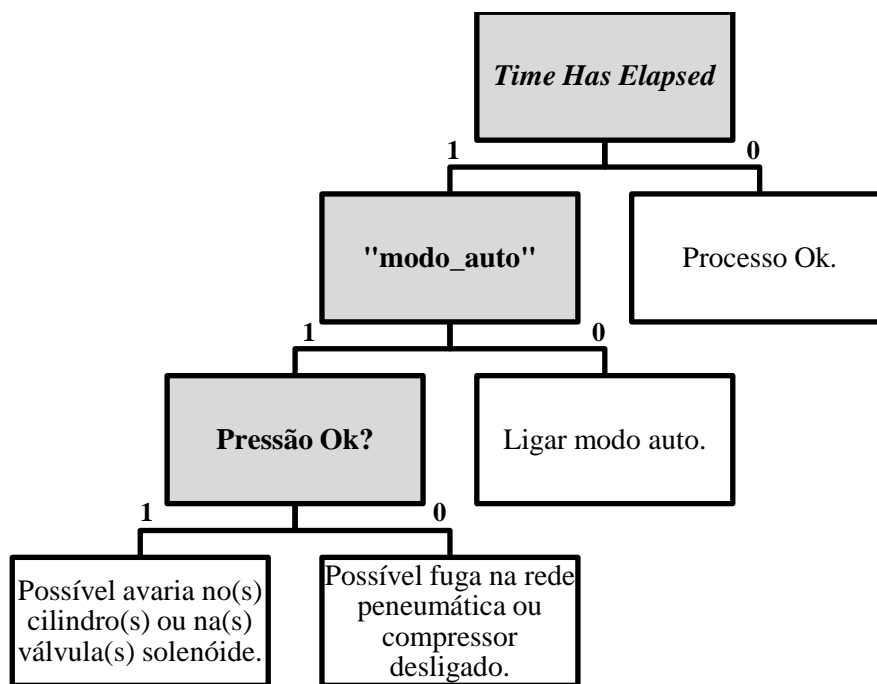 Time Has Elapsed
1
0
"modo_auto"
Processo Ok.
1
0
Pressão Ok?
Ligar modo auto.
1
0
Possível avaria no(s)
cilindro(s) ou na(s)
válvula(s) solenóide.
Possível fuga na rede
peneumática ou
compressor
desligado.